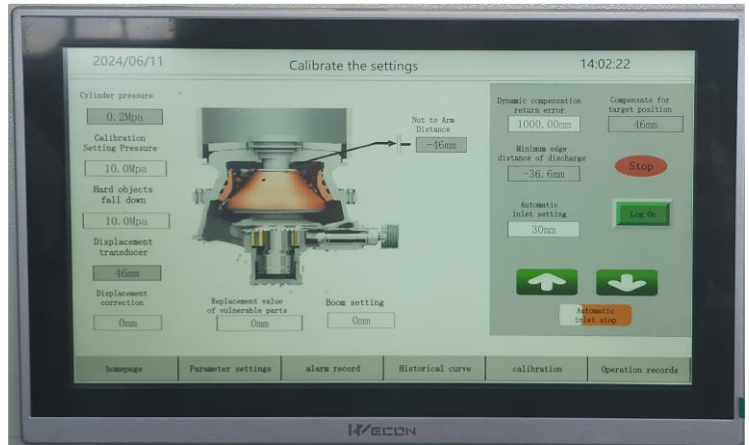 2024/06/11
Calibrate the settings
14:02:22
Cylinder pressure
0.2Mpa
Calibration
Setting Pressure
10.0Mpa
Hard objects
fall down
10.0Mpa
Displacement
transducer
46mm
Displacement
correction
0mm
Nut to Arm
Distance
-46mm
Replacement value
of vulnerable parts
0mm
Boom setting
0mm
Dynamic compensation
return error
1000.00mm
Minimum edge
distance of discharge
-36.6mm
Automatic
inlet setting
30mm
Compensate for
target position
46mm
Stop
Log On
Automatic
inlet stop
homepage
Parameter settings
alarm record
Historical curve
calibration
Operation records
WECON